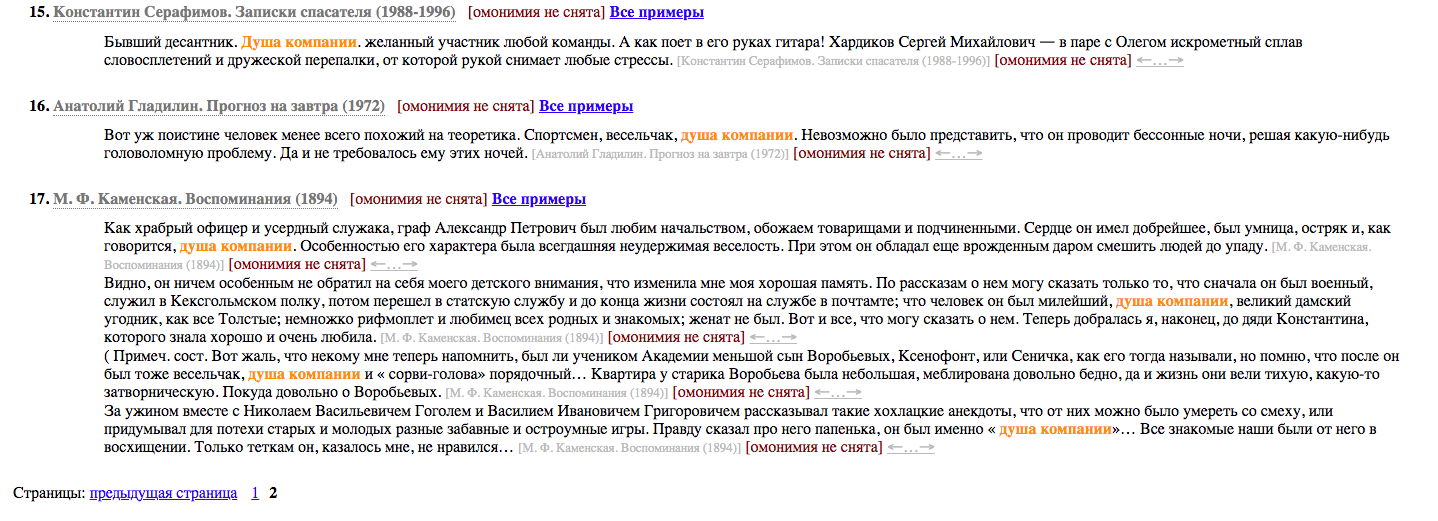 15. Константин Серафимов. Записки спасателя (1988-1996) [омонимия не снята] Все примеры
Бывший десантник. Душа компании. желанный участник любой команды. А как поет в его руках гитара! Хардиков Сергей Михайлович — в паре с Олегом искрометный сплав
словосплетений и дружеской перепалки, от которой рукой снимает любые стрессы. [Константин Серафимов. Записки спасателя (1988-1996)] [омонимия не снята] ←…→
16. Анатолий Гладилин. Прогноз на завтра (1972) [омонимия не снята] Все примеры
Вот уж поистине человек менее всего похожий на теоретика. Спортсмен, весельчак, душа компании. Невозможно было представить, что он проводит бессонные ночи, решая какую-нибудь
головоломную проблему. Да и не требовалось ему этих ночей. [Анатолий Гладилин. Прогноз на завтра (1972)] [омонимия не снята] ←…→
17. М. Ф. Каменская. Воспоминания (1894) [омонимия не снята] Все примеры
Как храбрый офицер и усердный служака, граф Александр Петрович был любим начальством, обожаем товарищами и подчиненными. Сердце он имел добрейшее, был умница, остряк и, как
говорится, душа компании. Особенностью его характера была всегдашняя неудержимая веселость. При этом он обладал еще врожденным даром смешить людей до упаду. [М. Ф. Каменская.
Воспоминания (1894)] [омонимия не снята] ←…→
Видно, он ничем особенным не обратил на себя моего детского внимания, что изменила мне моя хорошая память. По рассказам о нем могу сказать только то, что сначала он был военный,
служил в Кексгольмском полку, потом перешел в статскую службу и до конца жизни состоял на службе в почтамте; что человек он был милейший, душа компании, великий дамский
угодник, как все Толстые; немножко рифмоплет и любимец всех родных и знакомых; женат не был. Вот и все, что могу сказать о нем. Теперь добралась я, наконец, до дяди Константина,
которого знала хорошо и очень любила. [М. Ф. Каменская. Воспоминания (1894)] [омонимия не снята] ←…→
( Примеч. сост. Вот жаль, что некому мне теперь напомнить, был ли учеником Академии меньшой сын Воробьевых, Ксенофонт, или Сеничка, как его тогда называли, но помню, что после он
был тоже весельчак, душа компании и « сорви-голова» порядочный… Квартира у старика Воробьева была небольшая, меблирована довольно бедно, да и жизнь они вели тихую, какую-то
затворническую. Покуда довольно о Воробьевых. [М. Ф. Каменская. Воспоминания (1894)] [омонимия не снята] ←…→
За ужином вместе с Николаем Васильевичем Гоголем и Василием Ивановичем Григоровичем рассказывал такие хохлацкие анекдоты, что от них можно было умереть со смеху, или
придумывал для потехи старых и молодых разные забавные и остроумные игры. Правду сказал про него папенька, он был именно « душа компании»… Все знакомые наши были от него в
восхищении. Только теткам он, казалось мне, не нравился… [М. Ф. Каменская. Воспоминания (1894)] [омонимия не снята] ←…→
Страницы: предыдущая страница 1 2